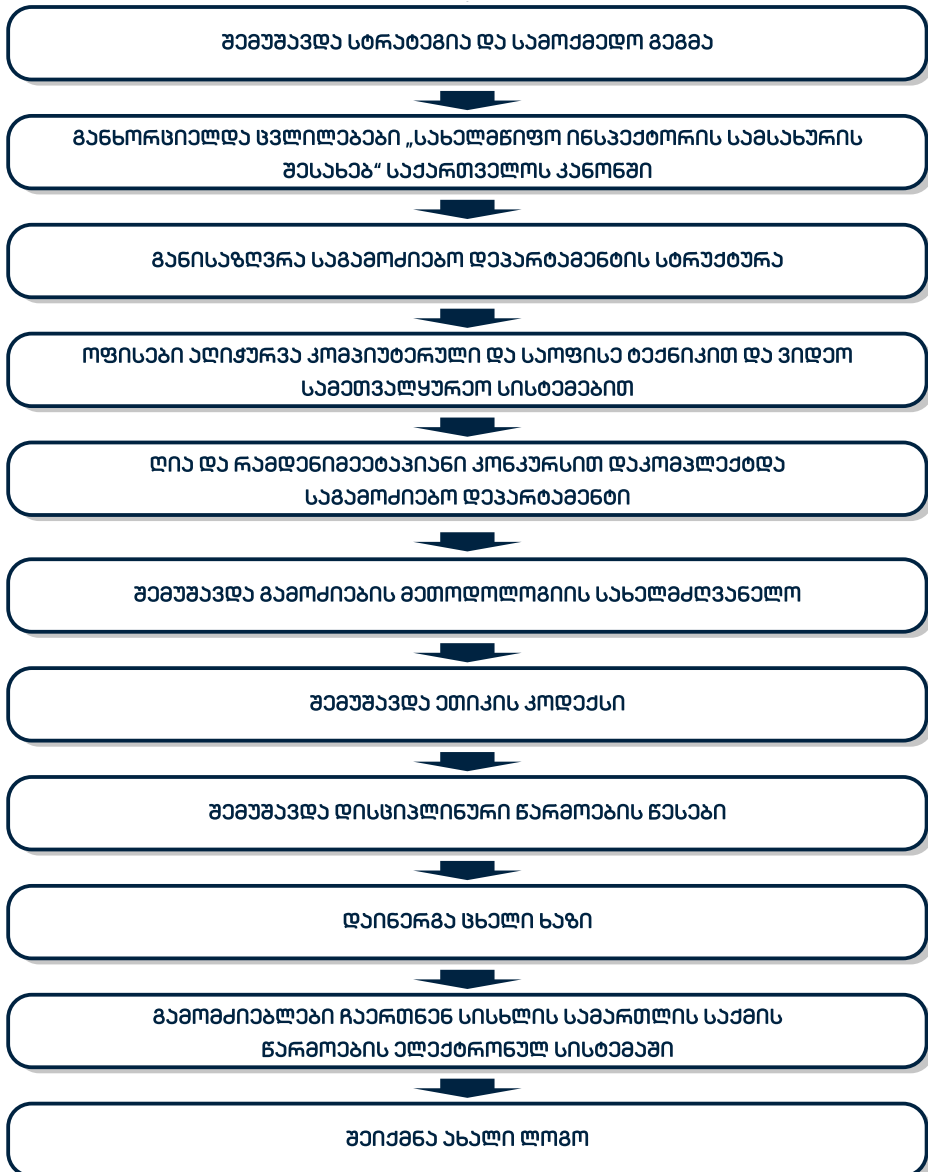 შემუშავდა სტრატეგია და სამოქმედო გეგმა
განხორციელდა ცვლილებები „სახელმწიფო ინსპექტორის სამსახურის
შესახებ“ საქართველოს კანონში
განისაზღვრა საგამოძიებო დეპარტამენტის სტრუქტურა
ოფისები აღიჭურვა კომპიუტერული და საოფისე ტექნიკით და ვიდეო
სამეთვალყურეო სისტემებით
ღია და რამდენიმეეტაპიანი კონკურსით დაკომპლექტდა
საგამოძიებო დეპარტამენტი
შემუშავდა გამოძიების მეთოდოლოგიის სახელმძღვანელო
შემუშავდა ეთიკის კოდექსი
შემუშავდა დისციპლინური წარმოების წესები
დაინერგა ცხელი ხაზი
გამომძიებლები ჩაერთნენ სისხლის სამართლის საქმის
წარმოების ელექტრონულ სისტემაში
შეიქმნა ახალი ლოგო